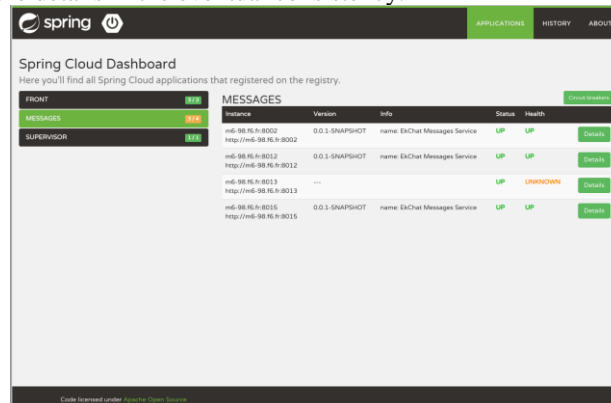 spring
APPLICATIONS HISTORY ABOUT
Spring Cloud Dashboard
Here you'll find all Spring Cloud applications that registered on the registry.
FRONT 3 / 3
MESSAGES 3 / 4
SUPERVISOR 1 / 1
MESSAGES Circuit breakers
Instance Version Info Status Health
m6-98.f6.fr:8002 0.0.1-SNAPSHOT name: EkChat Messages Service UP UP Details
http://m6-98.f6.fr:8002
m6-98.f6.fr:8012 0.0.1-SNAPSHOT name: EkChat Messages Service UP UP Details
http://m6-98.f6.fr:8012
m6-98.f6.fr:8013 --- UP UNKNOWN Details
http://m6-98.f6.fr:8013
m6-98.f6.fr:8015 0.0.1-SNAPSHOT name: EkChat Messages Service UP UP Details
http://m6-98.f6.fr:8015
Code licensed under Apache Open Source